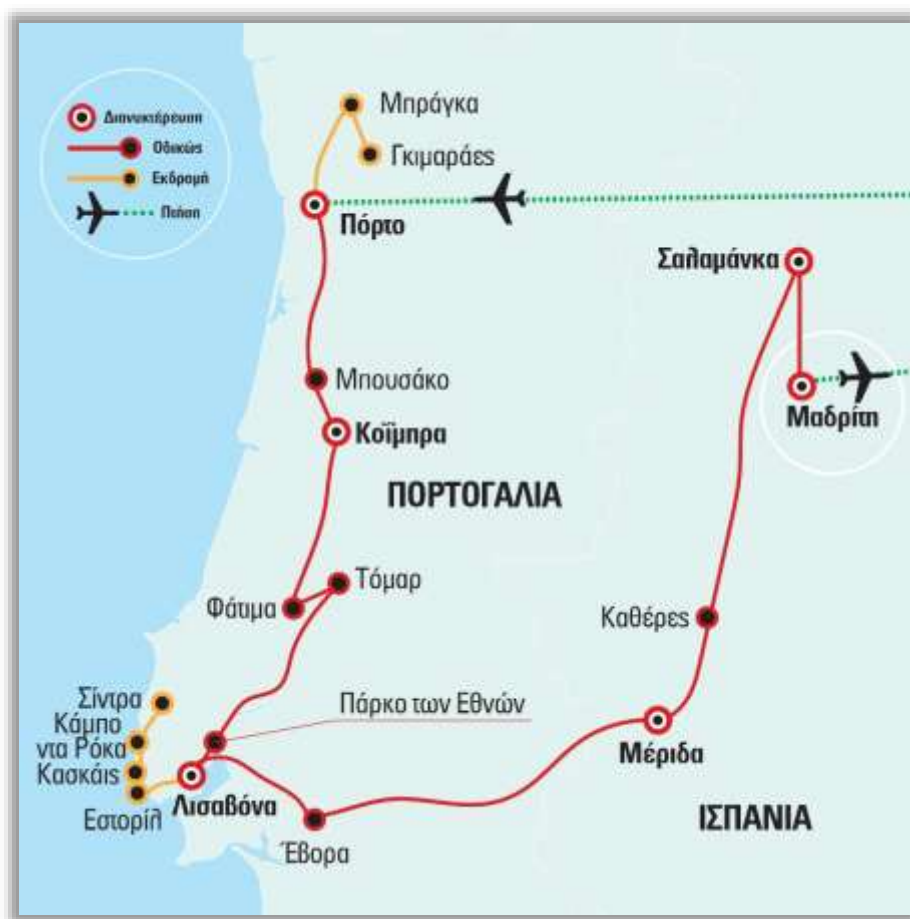 Διανυκτέρευση
Οδικώς
Εκδρομή
Πτήση
Μπράγκα
Γκιμαράες
Πόρτο
Σαλαμάνκα
Μαδρίτη
Μπουσάκο
Κοΐμπρα
ΠΟΡΤΟΓΑΛΙΑ
Τόμαρ
Φάτιμα
Καθέρες
Σίντρα
Κάμπο
ντα Ρόκα
Κασκάις
Εστορίλ
Πάρκο των Εθνών
Λισαβόνα
Μέριδα
Έβορα
ΙΣΠΑΝΙΑ